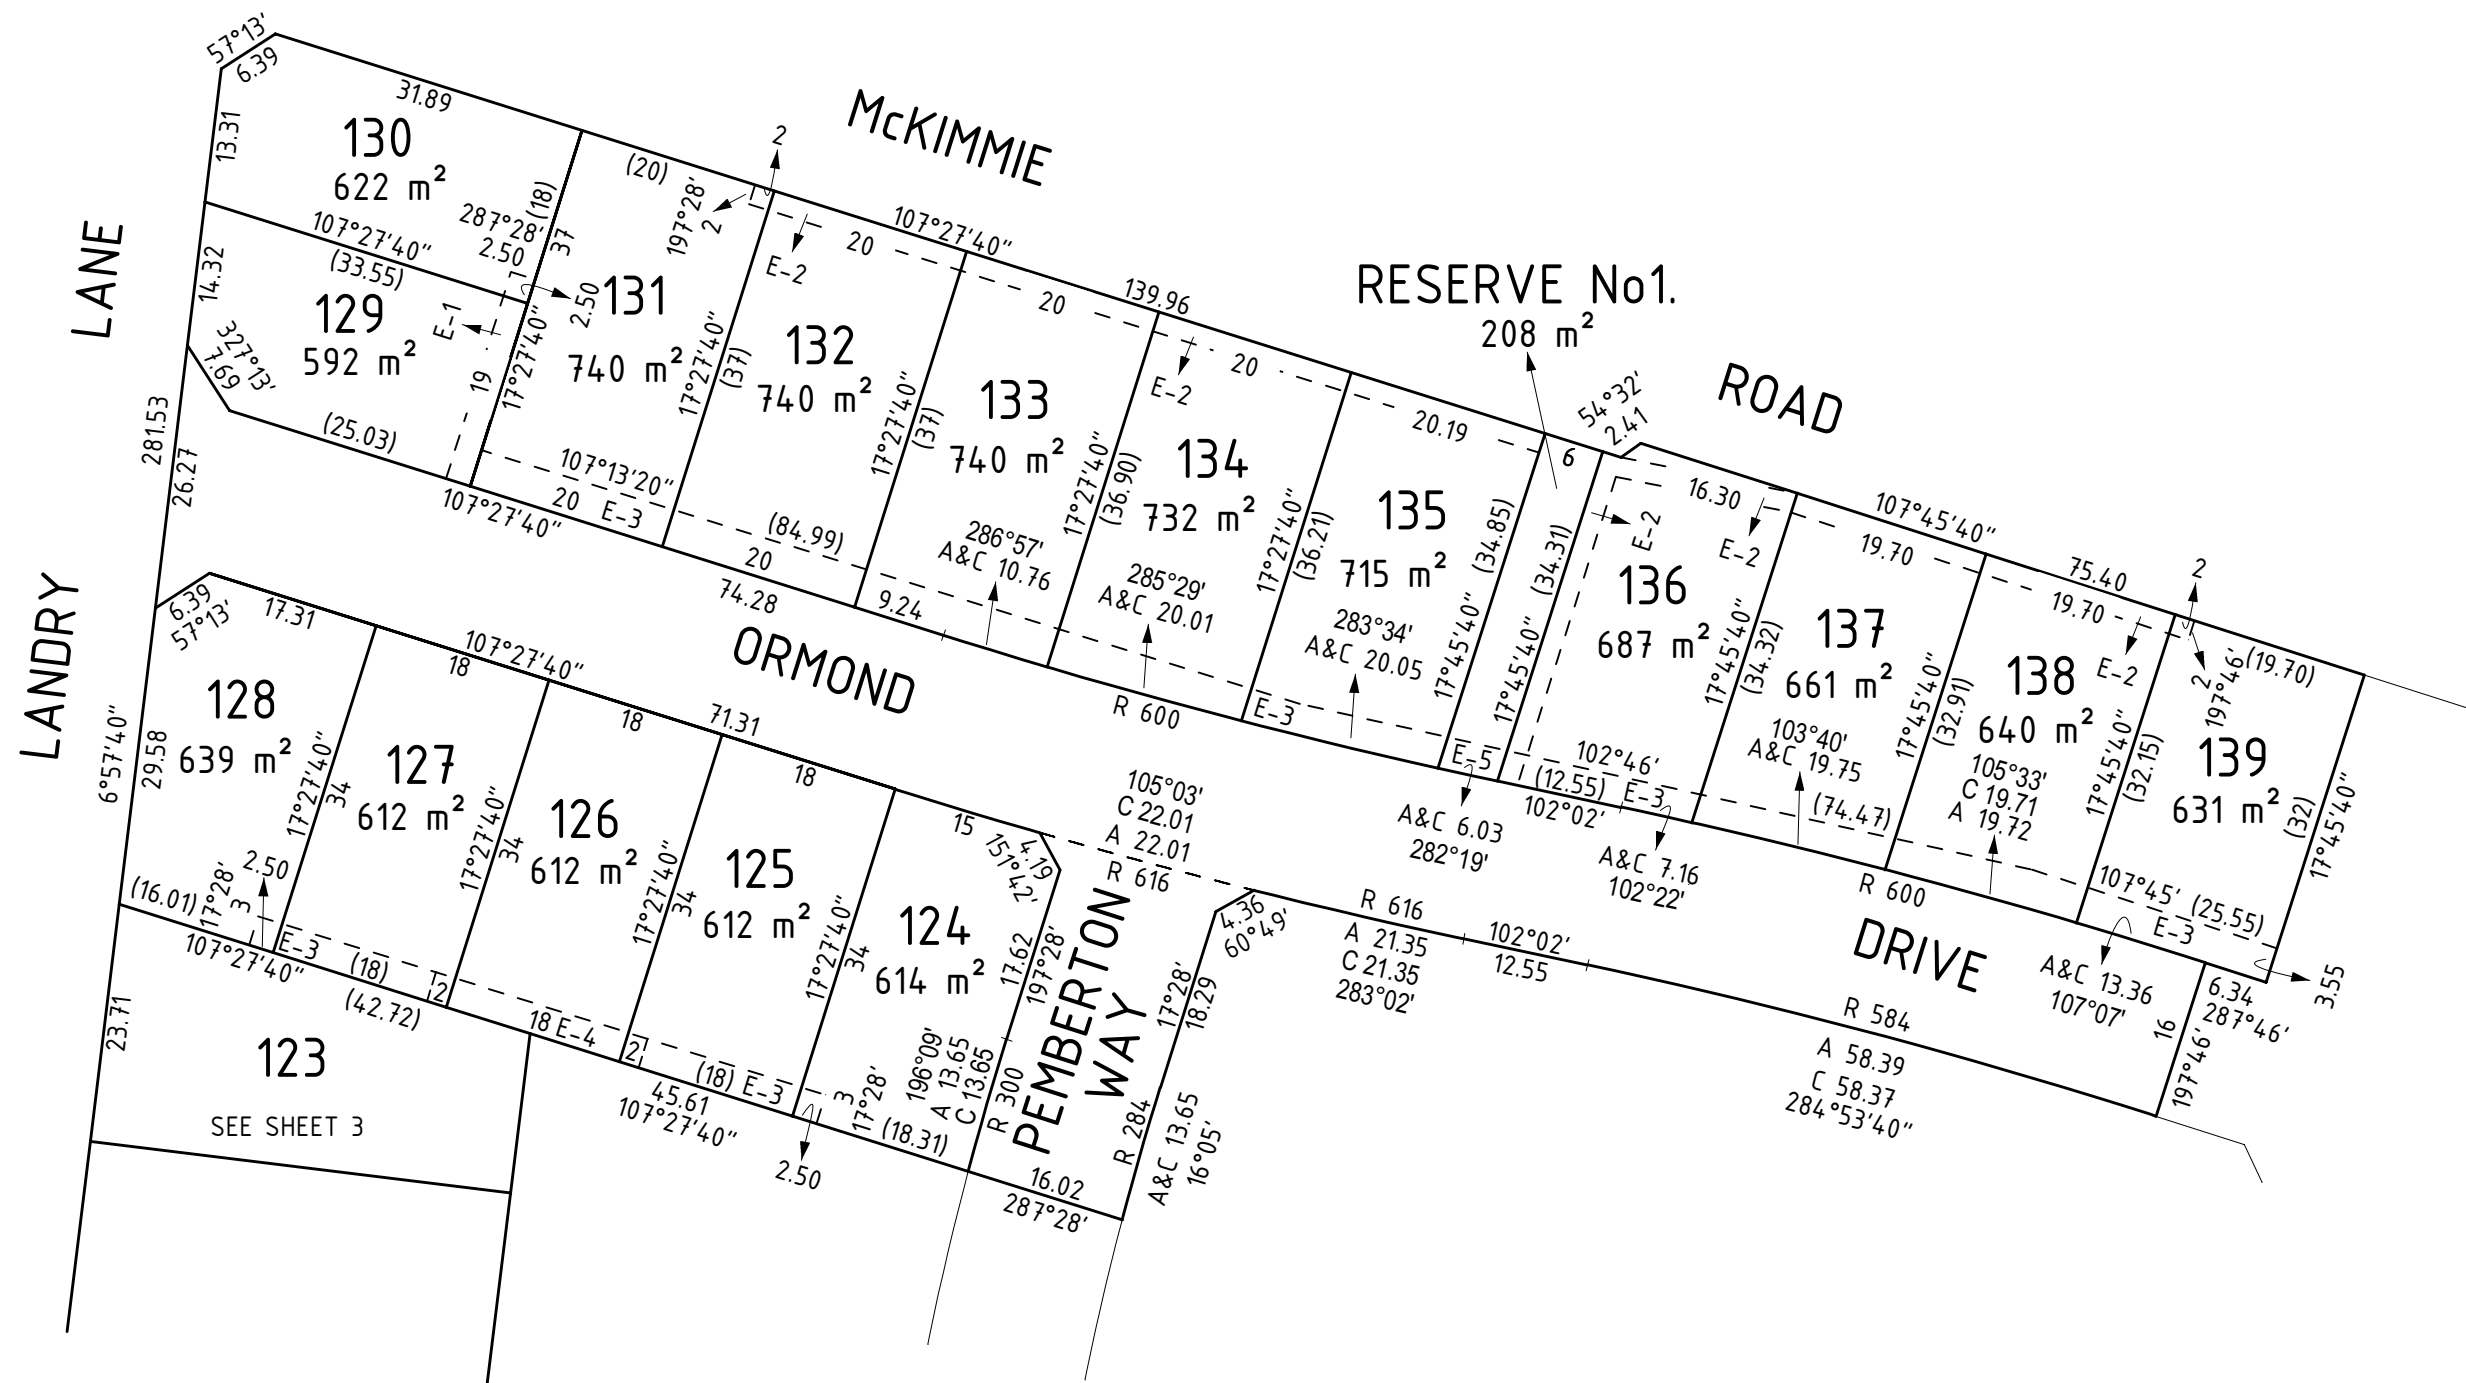 57°13'
6.39
31.89
13.31
130
622 m²
287°28'
2.50
(18)
37
107°27'40"
(33.55)
14.32
129
592 m²
E-1
327°13'
7.69
(25.03)
19
17°27'40"
2.50
131
740 m²
(20)
197°28'
2
2
McKIMMIE
ROAD
LANE
LANDRY
281.53
26.27
6°57'40"
107°27'40"
20
E-3
107°13'20"
17°27'40"
(37)
E-2
20
132
740 m²
(84.99)
20
107°27'40"
17°27'40"
(37)
20
133
740 m²
286°57'
A&C 10.76
9.24
74.28
139.96
E-2
17°27'40"
(36.90)
20
134
732 m²
285°29'
A&C 20.01
R 600
17°27'40"
(36.21)
20.19
135
715 m²
283°34'
A&C 20.05
E-3
17°45'40"
(34.85)
RESERVE No1.
208 m²
6
E-5
A&C 6.03
282°19'
17°45'40"
(34.31)
54°32'
2.41
16.30
E-2
E-2
136
687 m²
102°46'
(12.55)
E-3
102°02'
A&C 7.16
102°22'
107°45'40"
75.40
17°45'40"
(34.32)
19.70
137
661 m²
103°40'
A&C 19.75
(74.47)
R 600
17°45'40"
(32.91)
19.70
E-2
138
640 m²
105°33'
C 19.71
A 19.72
17°45'40"
(32.15)
2
2
197°46'
(19.70)
139
631 m²
(32)
17°45'40"
107°45'
(25.55)
E-3
A&C 13.36
107°07'
3.55
6.34
287°46'
16
197°46'
ORMOND
DRIVE
6.39
57°13'
17.31
128
639 m²
29.58
17°27'40"
34
2.50
(16.01)
17°28'
3
107°27'40"
E-3
(18)
(42.72)
2
18
107°27'40"
127
612 m²
17°27'40"
34
18
126
612 m²
18
E-4
17°27'40"
34
2
71.31
18
125
612 m²
(18)
E-3
45.61
107°27'40"
17°27'40"
34
2.50
15
4.19
151°42'
124
614 m²
17.62
197°28'
196°09'
A 13.65
C 13.65
R 300
3
17°28'
(18.31)
PEMBERTON
WAY
16.02
287°28'
105°03'
C 22.01
A 22.01
R 616
4.36
60°49'
17°28'
18.29
R 284
A&C 13.65
16°05'
R 616
A 21.35
C 21.35
283°02'
102°02'
12.55
R 584
A 58.39
C 58.37
284°53'40"
23.71
123
SEE SHEET 3